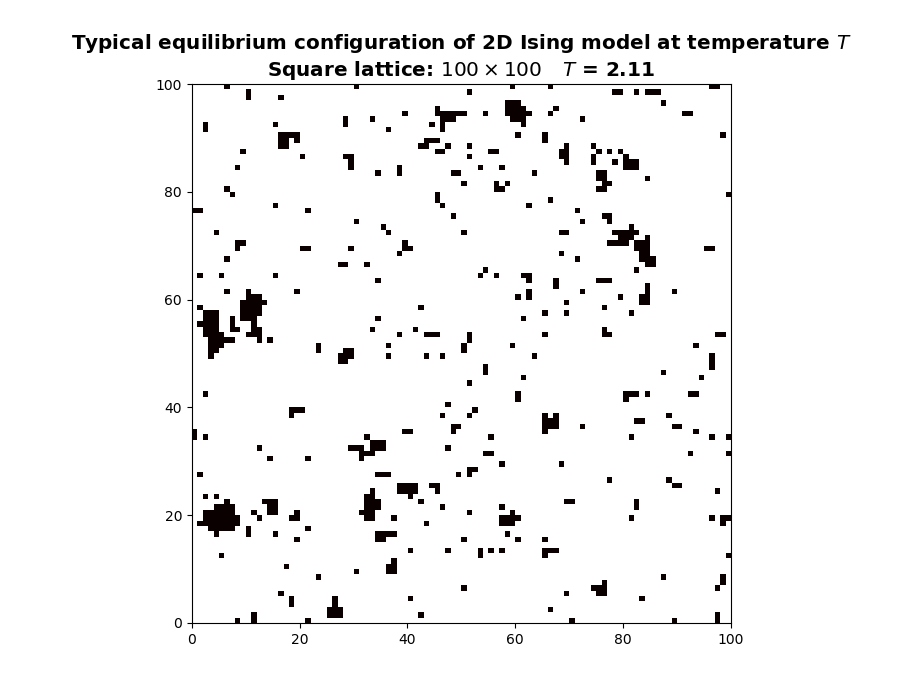 Typical equilibrium configuration of 2D Ising model at temperature T
Square lattice: 100 × 100 T = 2.11
100
80
60
40
20
0
0 20 40 60 80 100